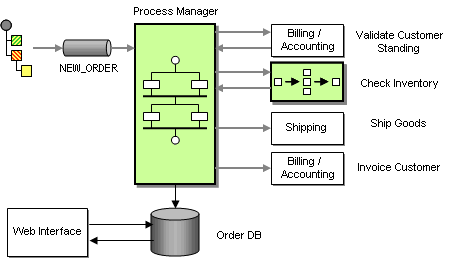 Process Manager
NEW_ORDER
Billing /
Accounting
Validate Customer
Standing
Check Inventory
Shipping
Ship Goods
Billing /
Accounting
Invoice Customer
Web Interface
Order DB